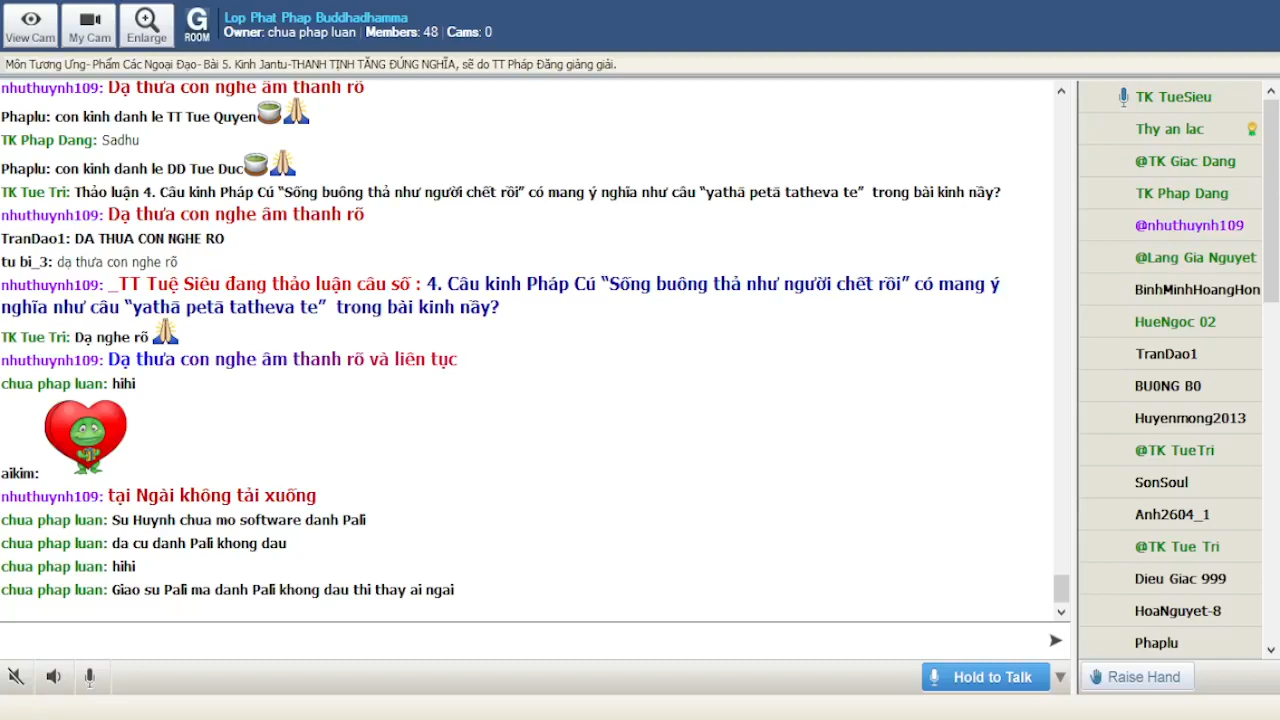 View Cam
My Cam
Enlarge
G
ROOM
Lop Phat Phap Buddhadhamma
Owner: chua phap luan | Members: 48 | Cams: 0
Môn Tương Ưng- Phẩm Các Ngoại Đạo- Bài 5. Kinh Jantu-THANH TỊNH TĂNG ĐÚNG NGHĨA, sẽ do TT Pháp Đăng giảng giải.
nhuthuynh109: Dạ thưa con nghe âm thanh rõ
Phaplu: con kinh danh le TT Tue Quyen
TK Phap Dang: Sadhu
Phaplu: con kinh danh le DD Tue Duc
TK Tue Tri: Thảo luận 4. Câu kinh Pháp Cú “Sống buông thả như người chết rồi” có mang ý nghĩa như câu “yathā petā tatheva te” trong bài kinh nầy?
nhuthuynh109: Dạ thưa con nghe âm thanh rõ
TranDao1: DA THUA CON NGHE RO
tu bi_3: dạ thưa con nghe rõ
nhuthuynh109: _TT Tuệ Siêu đang thảo luận câu số : 4. Câu kinh Pháp Cú “Sống buông thả như người chết rồi” có mang ý
nghĩa như câu “yathā petā tatheva te” trong bài kinh nầy?
TK Tue Tri: Dạ nghe rõ
nhuthuynh109: Dạ thưa con nghe âm thanh rõ và liên tục
chua phap luan: hihi
aikim:
nhuthuynh109: tại Ngài không tải xuống
chua phap luan: Su Huynh chua mo software danh Pali
chua phap luan: da cu danh Pali khong dau
chua phap luan: hihi
chua phap luan: Giao su Pali ma danh Pali khong dau thi thay ai ngai
TK TueSieu
Thy an lac
@TK Giac Dang
TK Phap Dang
@nhuthuynh109
@Lang Gia Nguyet
BinhMinhHoangHon
HueNgoc 02
TranDao1
BU0NG B0
Huyenmong2013
@TK TueTri
SonSoul
Anh2604_1
@TK Tue Tri
Dieu Giac 999
HoaNguyet-8
Phaplu
Hold to Talk
Raise Hand